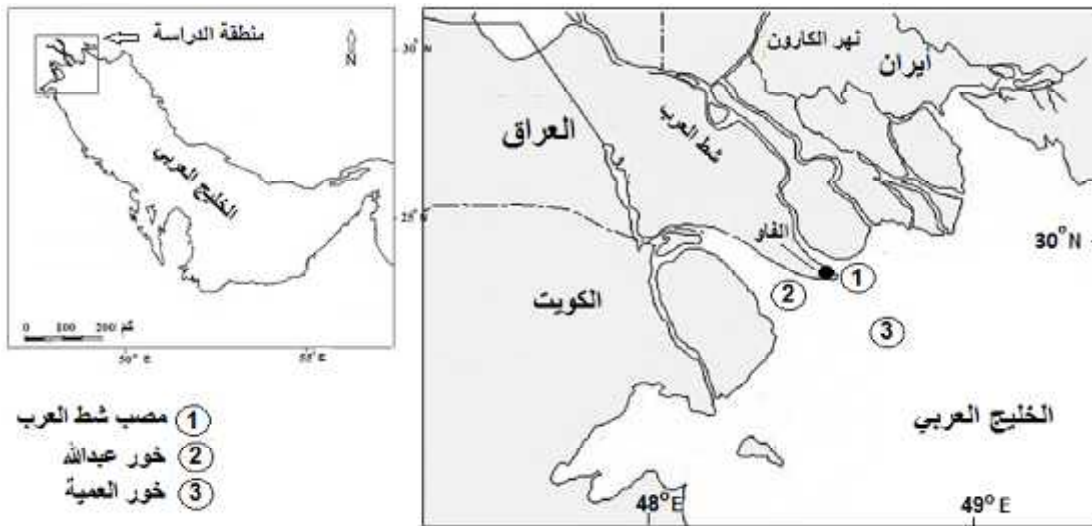 منطقة الدراسة
N
30°N
الخليج العربي
25°N
0 100 200 كم
50°E
55°E
نهر الكارون
ايران
شط العرب
العراق
الفاو
30°N
1
2
3
الكويت
الخليج العربي
48°E
49°E
1 مصب شط العرب
2 خور عبدالله
3 خور العمية